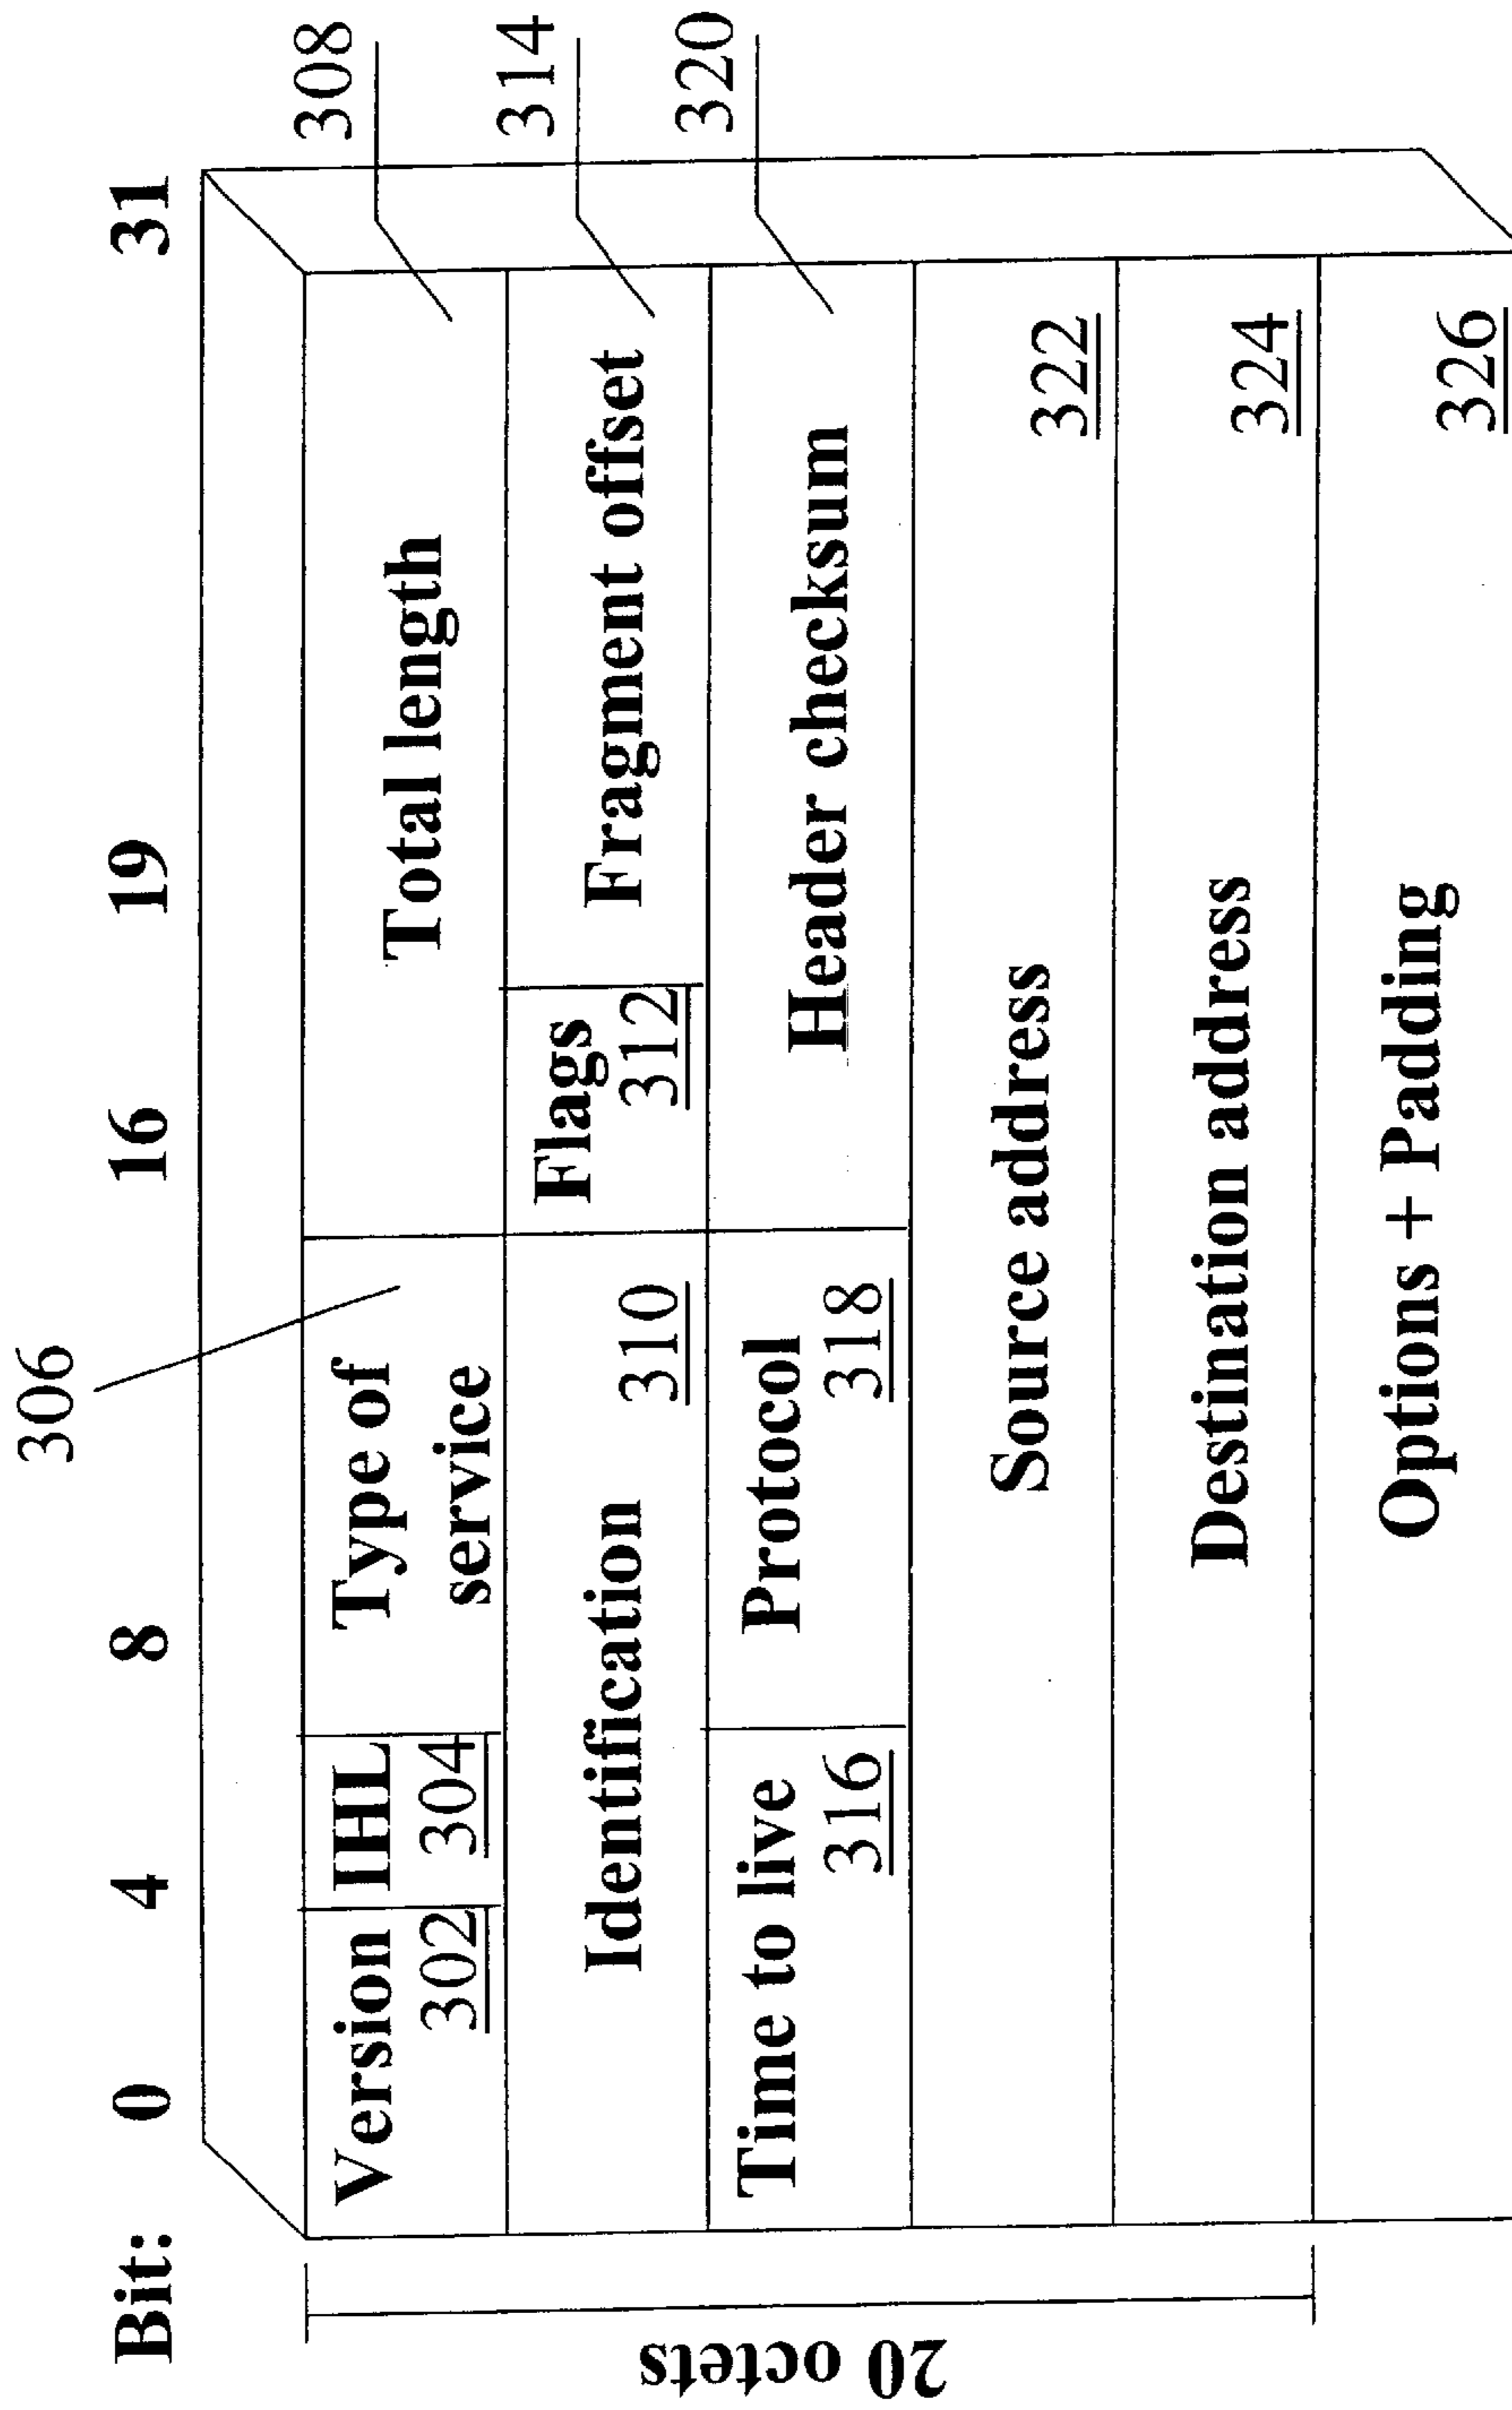 306
Bit: 0 4 8 16 19 31
Version IHL Type of Total length 308
302 304 service
Identification Flags Fragment offset 314
310 312
Time to live Protocol Header checksum 320
316 318
Source address 322
Destination address 324
Options + Padding 326
20 octets